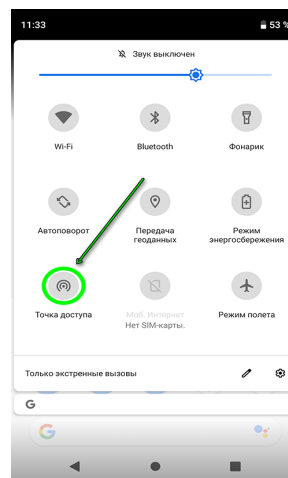 11:33 53 %
Звук выключен
Wi-Fi Bluetooth Фонарик
Автоповорот Передача геоданных Режим энергосбережения
Точка доступа Моб. Интернет Режим полета
Нет SIM-карты.
Только экстренные вызовы
G
G